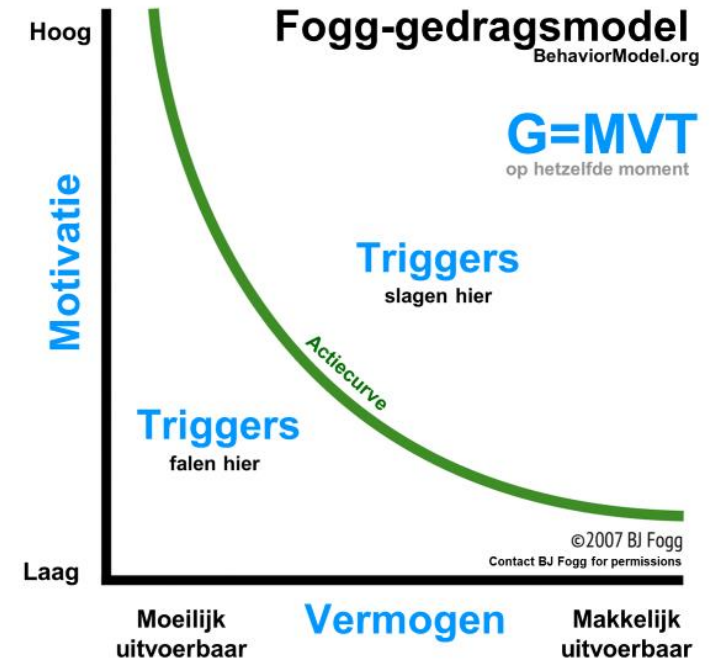 Fogg-gedragsmodel
BehaviorModel.org
Hoog
G=MVT
op hetzelfde moment
Motivatie
Triggers
slagen hier
Actiecurve
Triggers
falen hier
©2007 BJ Fogg
Contact BJ Fogg for permissions
Laag
Moeilijk
uitvoerbaar
Vermogen
Makkelijk
uitvoerbaar